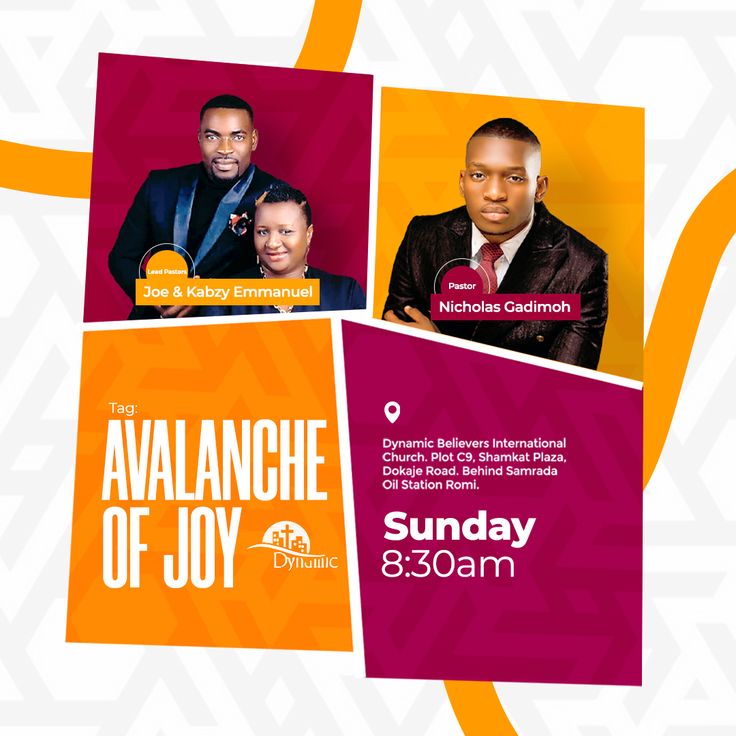 Lead Pastors
Joe & Kabzy Emmanuel
Pastor
Nicholas Gadimoh
Tag:
AVALANCHE
OF JOY
Dynamic
Dynamic Believers International
Church. Plot C9, Shamkat Plaza,
Dokaje Road. Behind Samrada
Oil Station Romi.
Sunday
8:30am